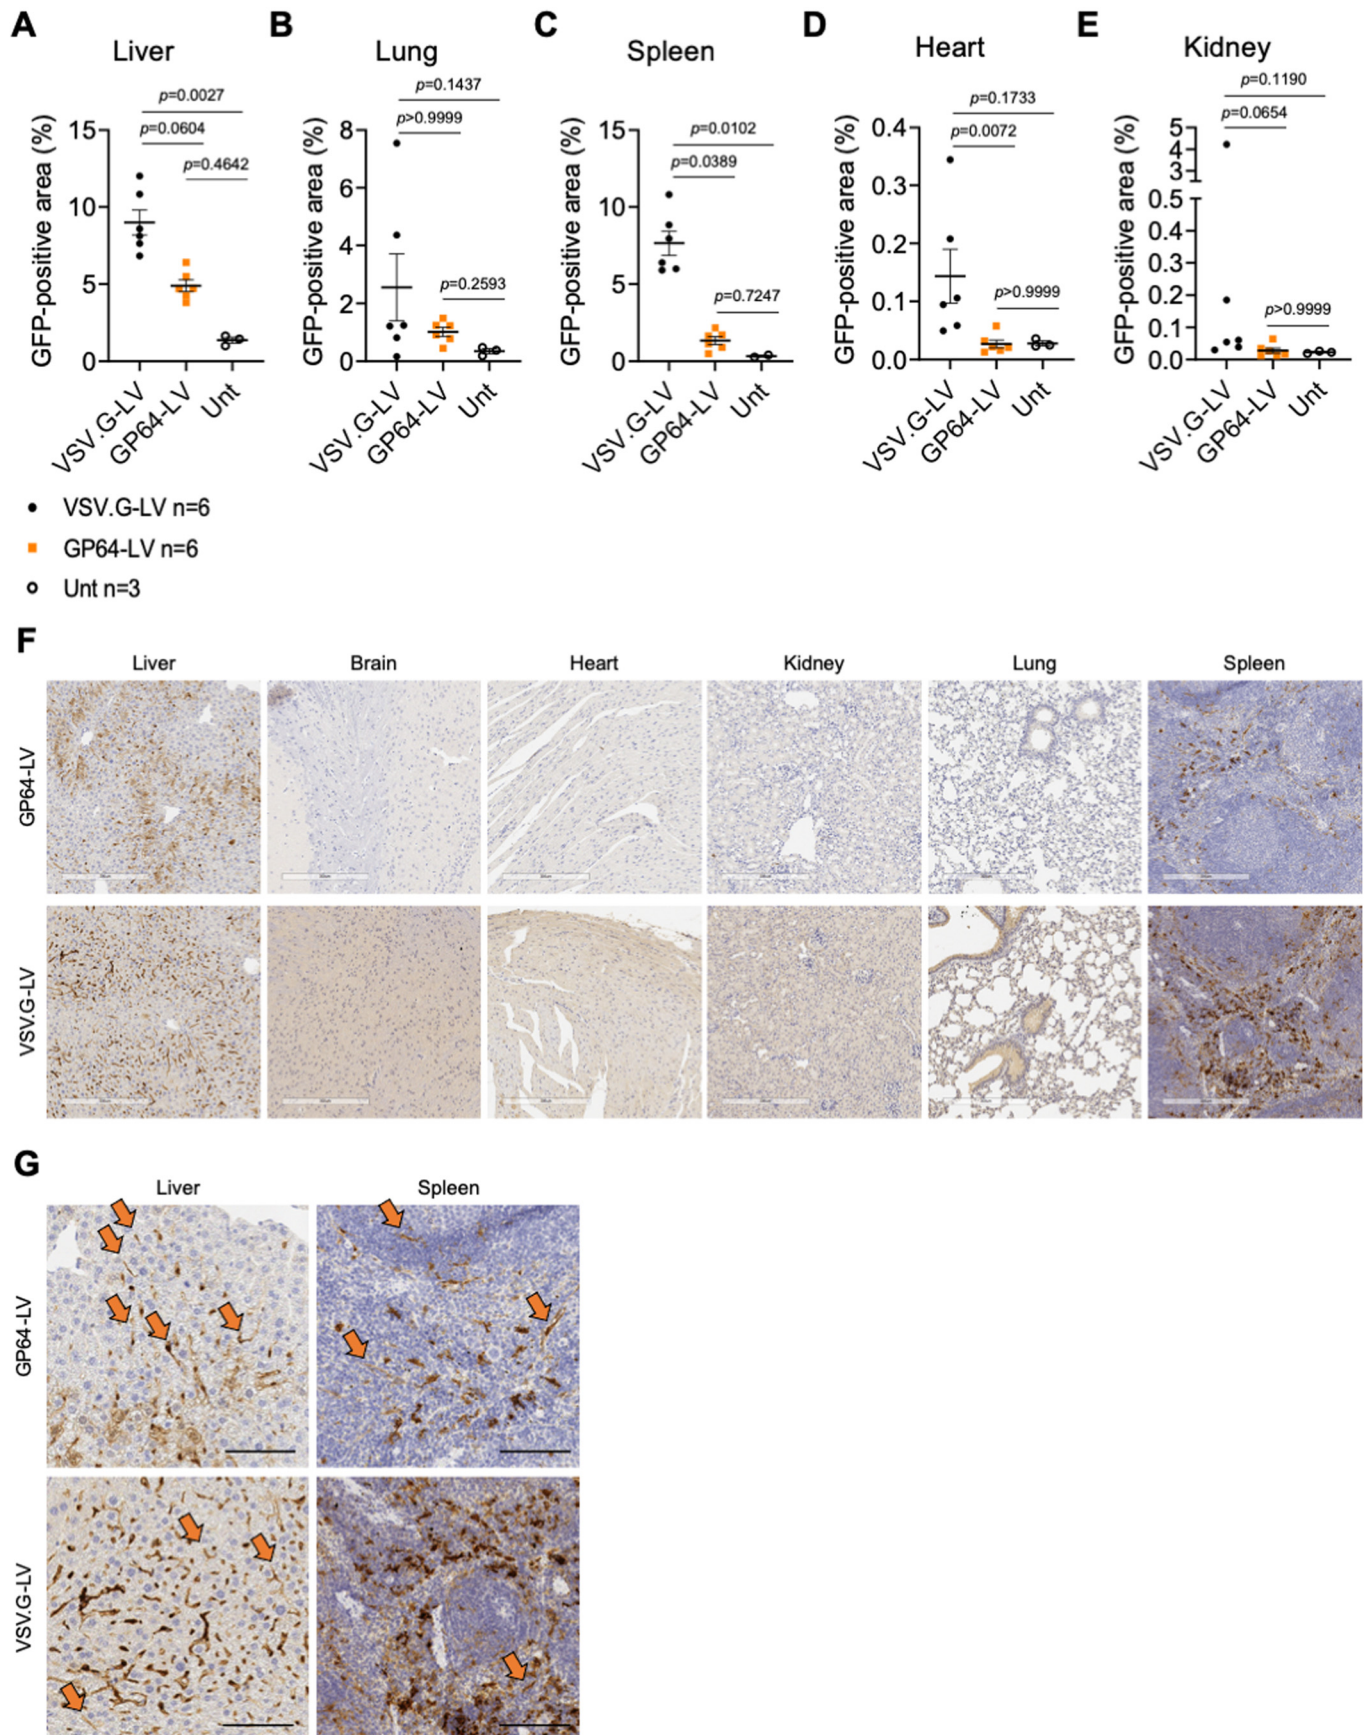 A B C D E
Liver Lung Spleen Heart Kidney
GFP-positive area (%)
p=0.0027
p=0.0604
p=0.4642
15
10
5
0
VSV.G-LV
GP64-LV
Unt
GFP-positive area (%)
p=0.1437
p>0.9999
p=0.2593
8
6
4
2
0
VSV.G-LV
GP64-LV
Unt
GFP-positive area (%)
p=0.0102
p=0.0389
p=0.7247
15
10
5
0
VSV.G-LV
GP64-LV
Unt
GFP-positive area (%)
p=0.1733
p=0.0072
p>0.9999
0.4
0.3
0.2
0.1
0.0
VSV.G-LV
GP64-LV
Unt
GFP-positive area (%)
p=0.1190
p=0.0654
p>0.9999
5
4
3
0.5
0.4
0.3
0.2
0.1
0.0
VSV.G-LV
GP64-LV
Unt
VSV.G-LV n=6
GP64-LV n=6
Unt n=3
F
Liver Brain Heart Kidney Lung Spleen
GP64-LV
VSV.G-LV
G
Liver Spleen
GP64-LV
VSV.G-LV